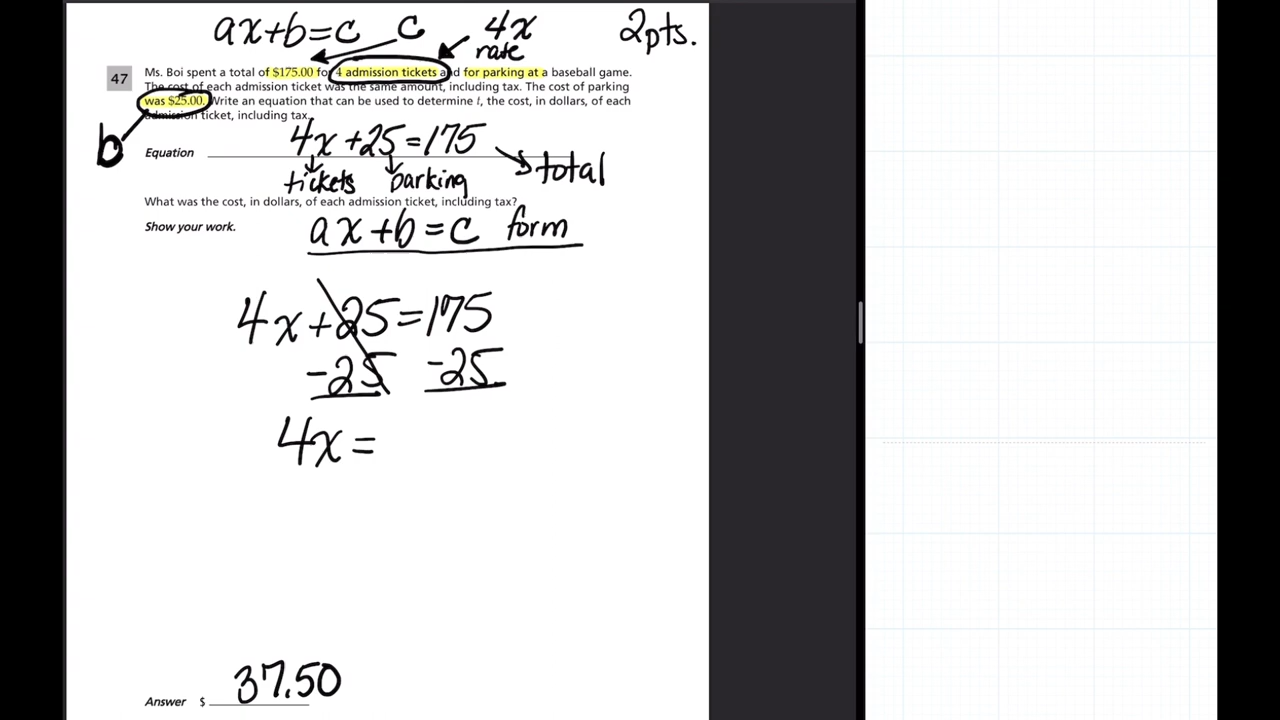 ax+b=c c 4x 2pts.
rate
47 Ms. Boi spent a total of $175.00 for 4 admission tickets and for parking at a baseball game.
The cost of each admission ticket was the same amount, including tax. The cost of parking
was $25.00. Write an equation that can be used to determine t, the cost, in dollars, of each
admission ticket, including tax.
b
Equation 4x +25=175
tickets parking total
What was the cost, in dollars, of each admission ticket, including tax?
Show your work. ax+b=c form
4x+25=175
-25 -25
4x=
Answer $ 37.50